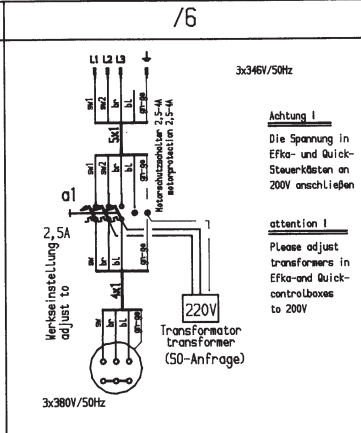 /6
L1 L2 L3
3x346V/50Hz
sw1
sw2
br
bl
gn-ge
5x1
Motorschutzschalter 2,5-4A
motorprotection 2,5-4A
sw1
sw2
br
bl
gn-ge
a1
2,5A
Werkseinstellung
adjust to
sw
br
bl
gn-ge
4x1
sw
br
bl
gn-ge
220V
Transformator
transformer
(SO-Anfrage)
3x380V/50Hz
Achtung !
Die Spannung in
Efka- und Quick-
Steuerkästen an
200V anschließen
attention !
Please adjust
transformers in
Efka-and Quick-
controlboxes
to 200V